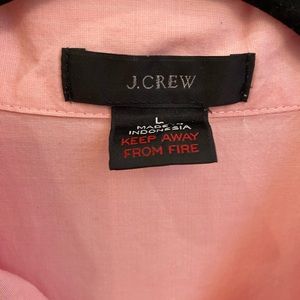 J.CREW
L
MADE IN
INDONESIA
KEEP AWAY
FROM FIRE